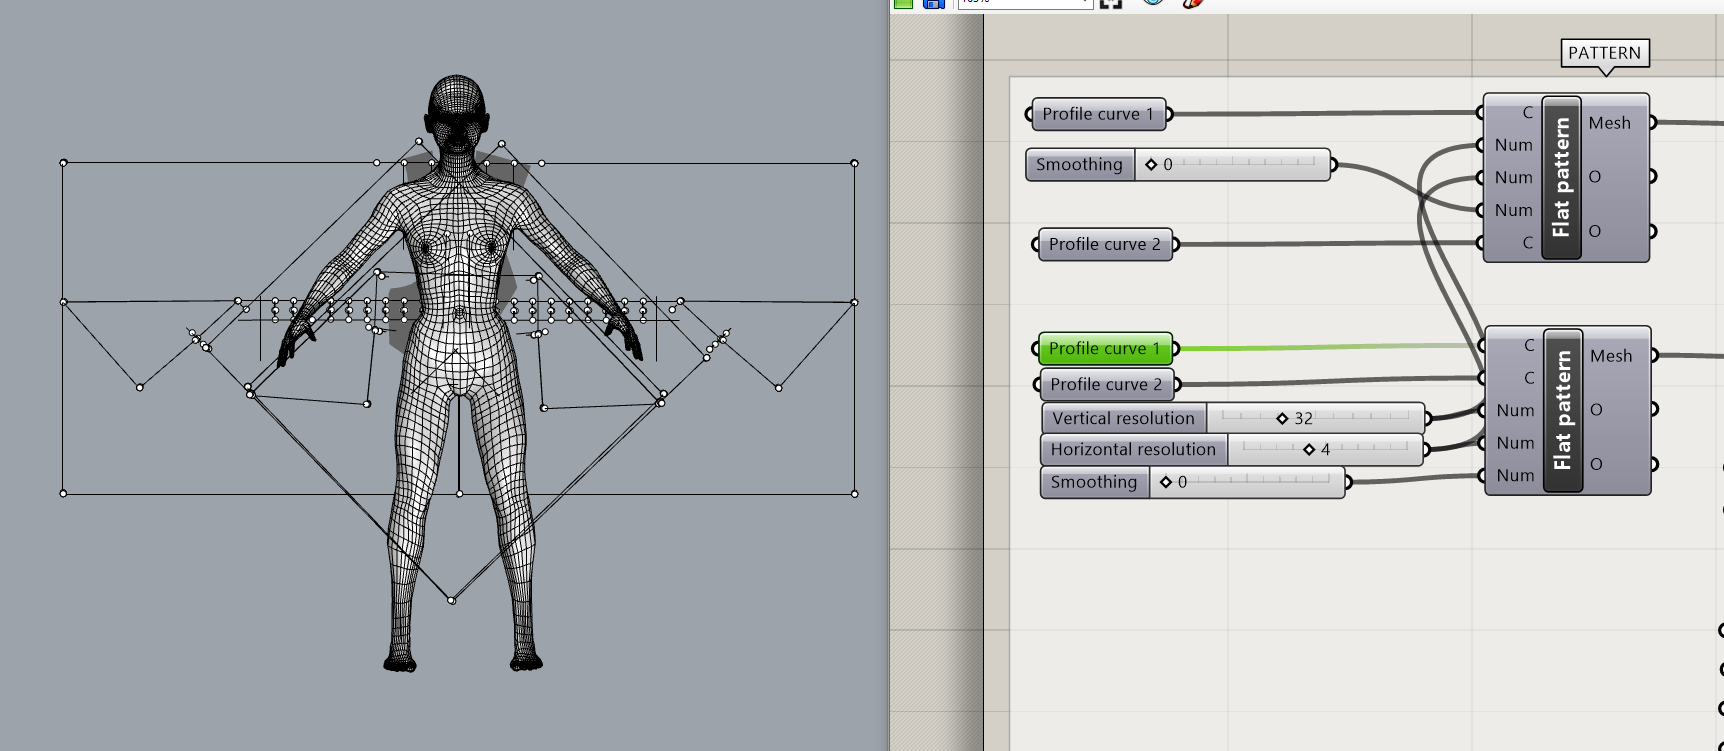 PATTERN
Profile curve 1
Smoothing 0
Profile curve 2
C
Num
Num
Num
C
Flat pattern
Mesh
O
O
Profile curve 1
Profile curve 2
Vertical resolution 32
Horizontal resolution 4
Smoothing 0
C
C
Num
Num
Num
Flat pattern
Mesh
O
O